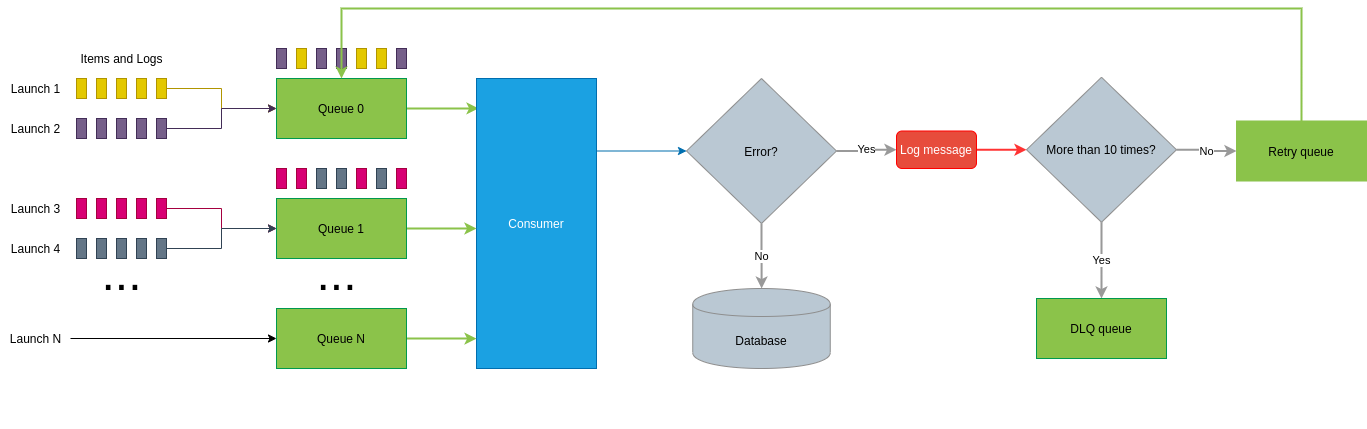 Items and Logs
Launch 1
Launch 2
Queue 0
Launch 3
Launch 4
Queue 1
...
...
Launch N
Queue N
Consumer
Error?
Yes
Log message
More than 10 times?
No
Retry queue
No
Yes
Database
DLQ queue